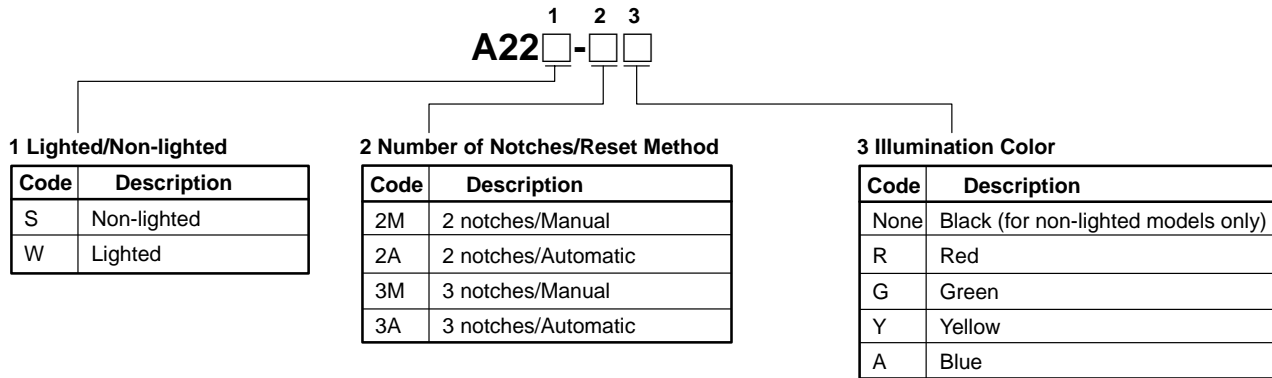 1 2 3
A22□-□□
1 Lighted/Non-lighted
Code Description
S Non-lighted
W Lighted
2 Number of Notches/Reset Method
Code Description
2M 2 notches/Manual
2A 2 notches/Automatic
3M 3 notches/Manual
3A 3 notches/Automatic
3 Illumination Color
Code Description
None Black (for non-lighted models only)
R Red
G Green
Y Yellow
A Blue